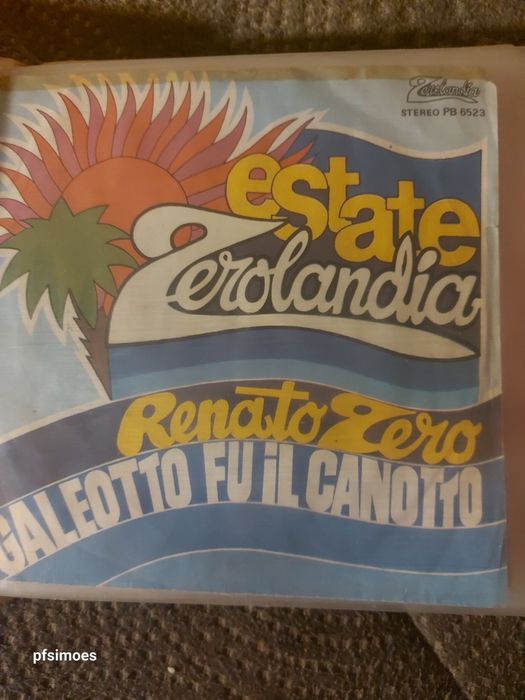 Zerolandia
STEREO PB 6523
estate
Zerolandia
Renato Zero
GALEOTTO FU iL CANOTTO
pfsimoes